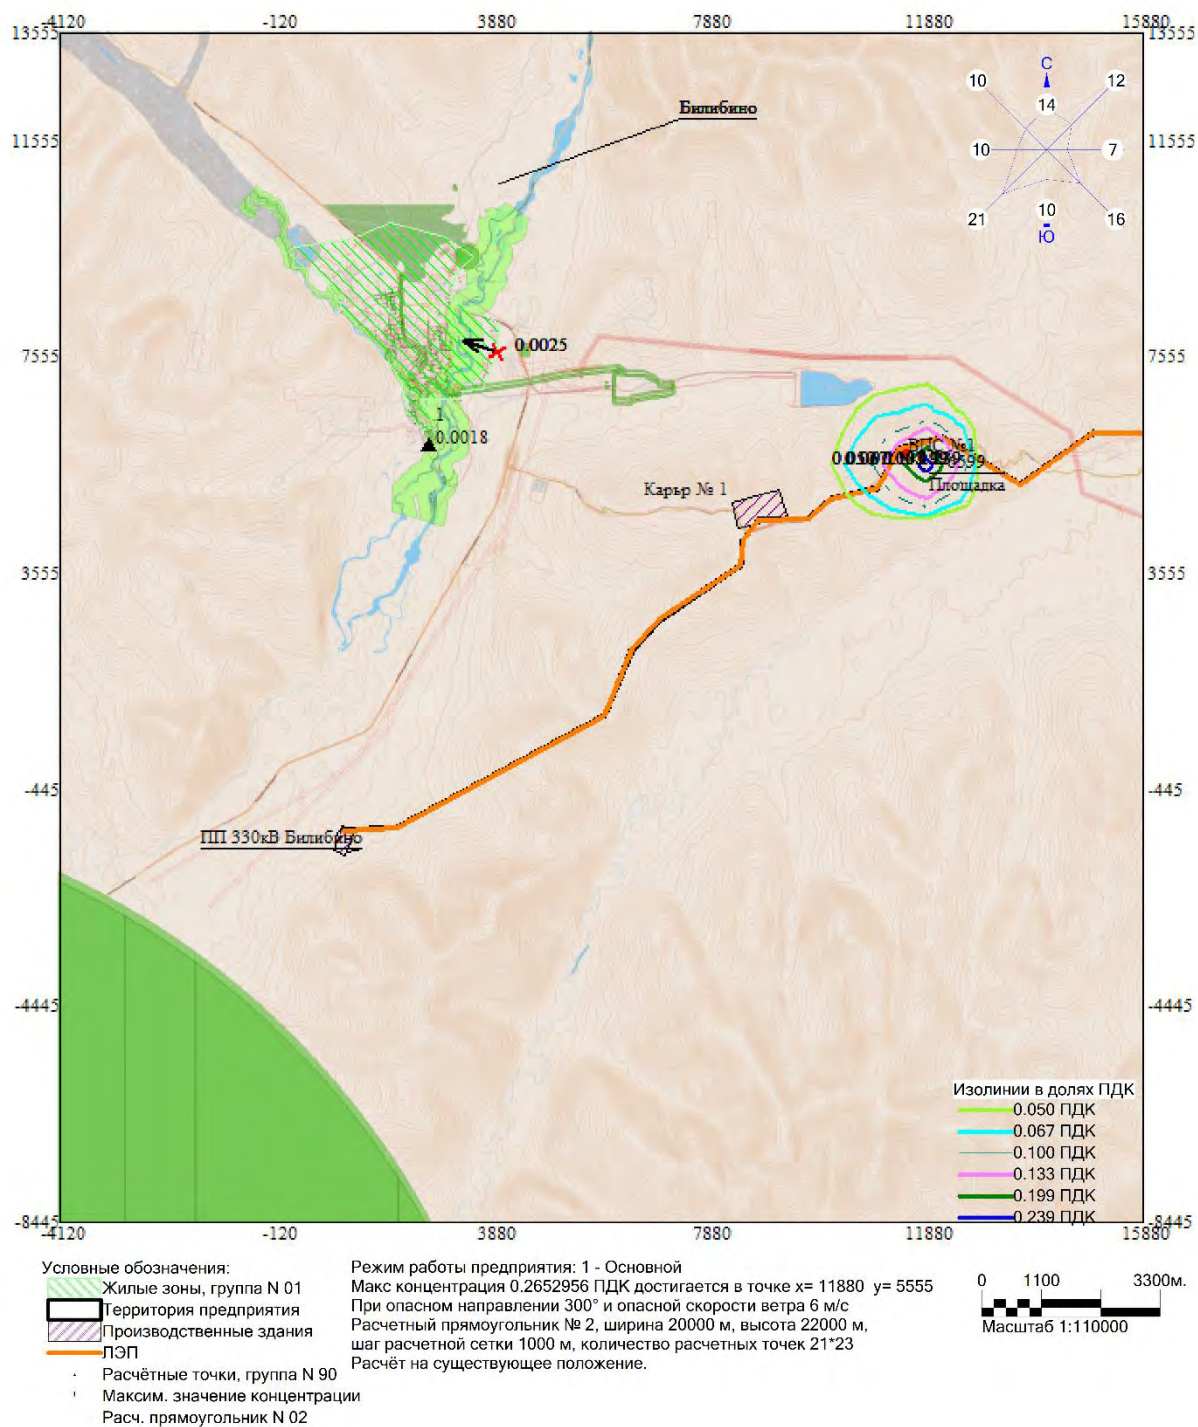 -4120 -120 3880 7880 11880 15880
13555 13555
С
10 12
14
Билибино
11555 11555
10 7
21 10 16
Ю
0.0025
7555 7555
1
0.0018
ВПС №1
Площадка
Карьр № 1
3555 3555
-445 -445
ПП 330кВ Билибино
-4445 -4445
Изолинии в долях ПДК
0.050 ПДК
0.067 ПДК
0.100 ПДК
0.133 ПДК
0.199 ПДК
0.239 ПДК
-8445 -8445
-4120 -120 3880 7880 11880 15880
Условные обозначения:
Жилые зоны, группа N 01
Территория предприятия
Производственные здания
ЛЭП
Расчётные точки, группа N 90
Максим. значение концентрации
Расч. прямоугольник N 02
Режим работы предприятия: 1 - Основной
Макс концентрация 0.2652956 ПДК достигается в точке x= 11880 y= 5555
При опасном направлении 300° и опасной скорости ветра 6 м/с
Расчетный прямоугольник № 2, ширина 20000 м, высота 22000 м,
шаг расчетной сетки 1000 м, количество расчетных точек 21*23
Расчёт на существующее положение.
0 1100 3300м.
Масштаб 1:110000